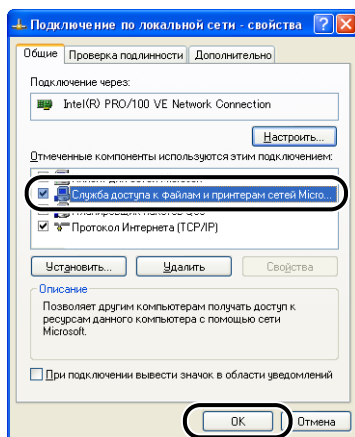 Подключение по локальной сети - свойства
Общие Проверка подлинности Дополнительно
Подключение через:
Intel(R) PRO/100 VE Network Connection
Настроить...
Отмеченные компоненты используются этим подключением:
Служба доступа к файлам и принтерам сетей Micro...
Протокол Интернета (TCP/IP)
Установить... Удалить Свойства
Описание
Позволяет другим компьютерам получать доступ к
ресурсам данного компьютера с помощью сети
Microsoft.
При подключении вывести значок в области уведомлений
OK Отмена